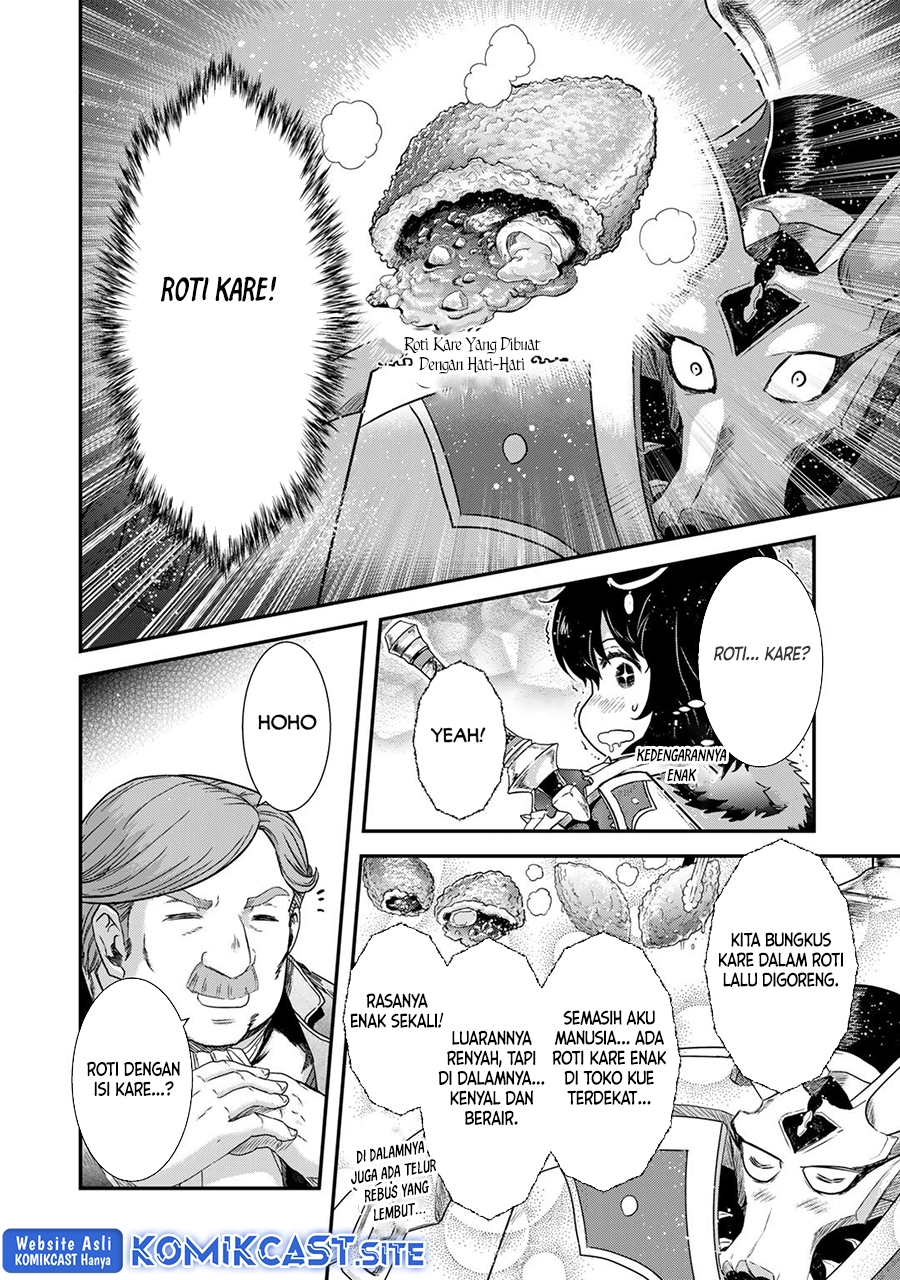 ROTI KARE!
Roti Kare Yang Dibuat
Dengan Hati-Hati
ROTI... KARE?
KEDENGARANNYA
ENAK
YEAH!
HOHO
ROTI DENGAN
ISI KARE...?
KITA BUNGKUS
KARE DALAM ROTI
LALU DIGORENG.
SEMASIH AKU
MANUSIA... ADA
ROTI KARE ENAK
DI TOKO KUE
TERDEKAT...
LUARANNYA
RENYAH, TAPI
DI DALAMNYA...
KENYAL DAN
BERAIR.
RASANYA
ENAK SEKALI!
DI DALAMNYA
JUGA ADA TELUR
REBUS YANG
LEMBUT...
Website Asli
KOMIKCAST Hanya
KOMIKCAST.SITE